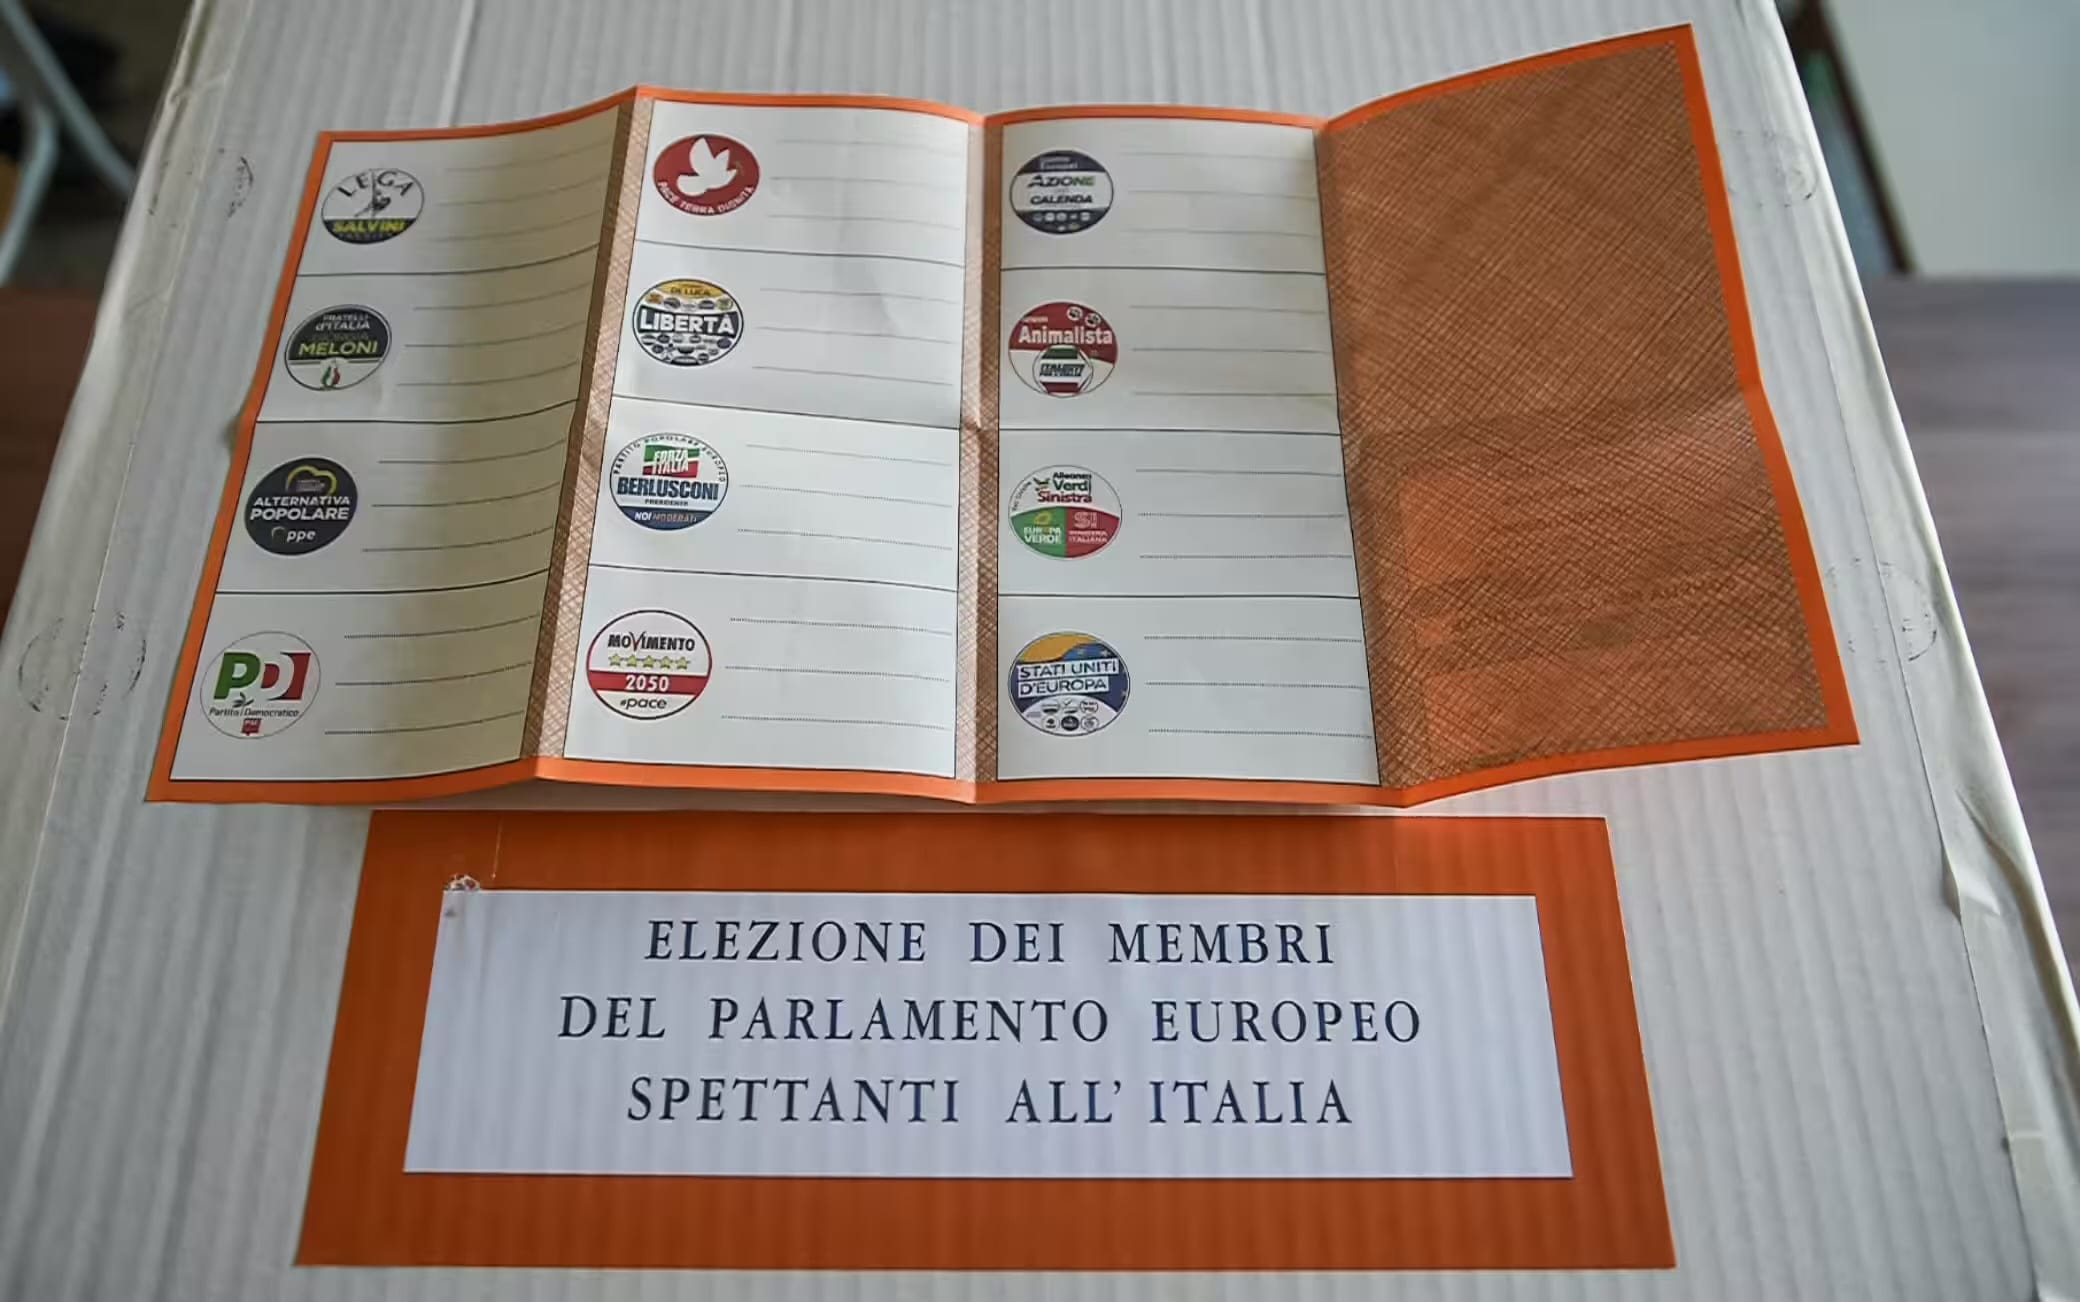 LEGA
SALVINI
FRATELLI
d'ITALIA
MELONI
ALTERNATIVA
POPOLARE
ppe
PD
Partito Democratico
PSE
PACE TERRA DIGNITÀ
DE LUCA
LIBERTÀ
PARTITO POPOLARE EUROPEO
FORZA
ITALIA
BERLUSCONI
PRESIDENTE
NOI MODERATI
MOVIMENTO
2050
#pace
AZIONE
CALENDA
Animalista
Alleanza
Verdi
Sinistra
EUROPA
VERDE
SI
SINISTRA
ITALIANA
STATI UNITI
D'EUROPA
ELEZIONE DEI MEMBRI
DEL PARLAMENTO EUROPEO
SPETTANTI ALL'ITALIA